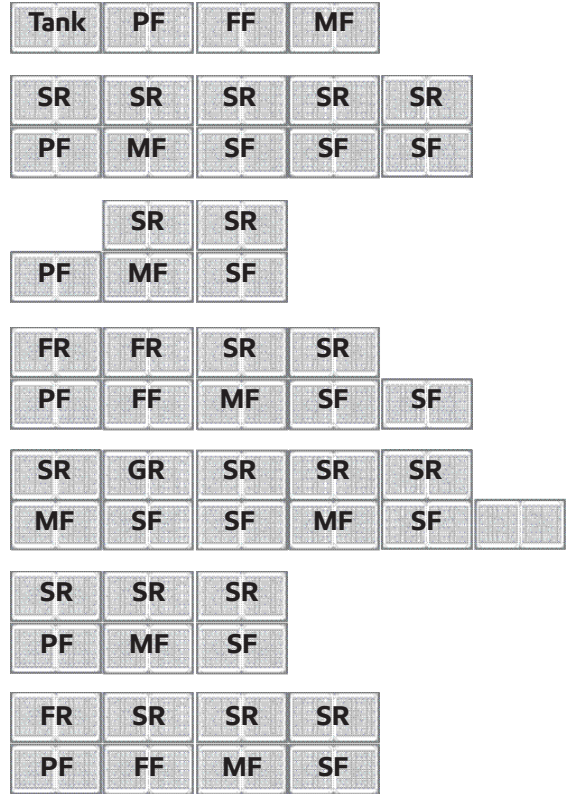 Tank PF FF MF
SR SR SR SR SR
PF MF SF SF SF
SR SR
PF MF SF
FR FR SR SR
PF FF MF SF SF
SR GR SR SR SR
MF SF SF MF SF
SR SR SR
PF MF SF
FR SR SR SR
PF FF MF SF